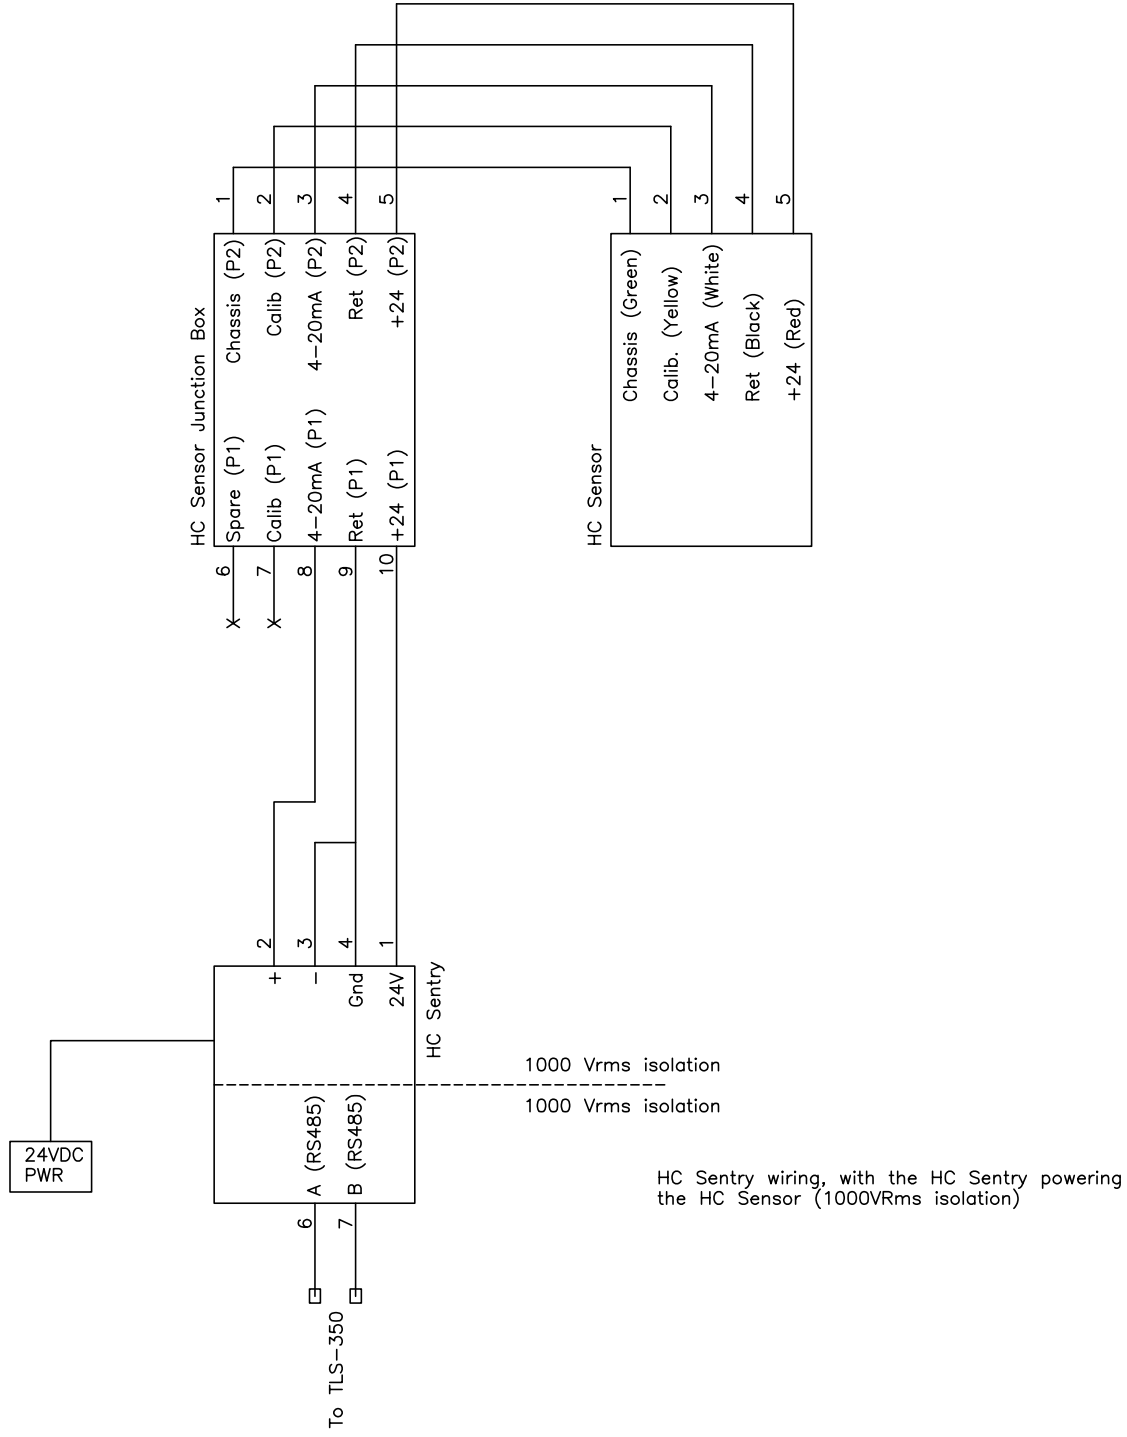 1
2
3
4
5
1
2
3
4
5
HC Sensor Junction Box
Chassis (P2)
Calib (P2)
4-20mA (P2)
Ret (P2)
+24 (P2)
Spare (P1)
Calib (P1)
4-20mA (P1)
Ret (P1)
+24 (P1)
HC Sensor
Chassis (Green)
Calib. (Yellow)
4-20mA (White)
Ret (Black)
+24 (Red)
6
7
8
9
10
X
X
2
3
4
1
+
-
Gnd
24V
HC Sentry
1000 Vrms isolation
1000 Vrms isolation
A (RS485)
B (RS485)
24VDC
PWR
HC Sentry wiring, with the HC Sentry powering
the HC Sensor (1000VRms isolation)
6
7
To TLS-350